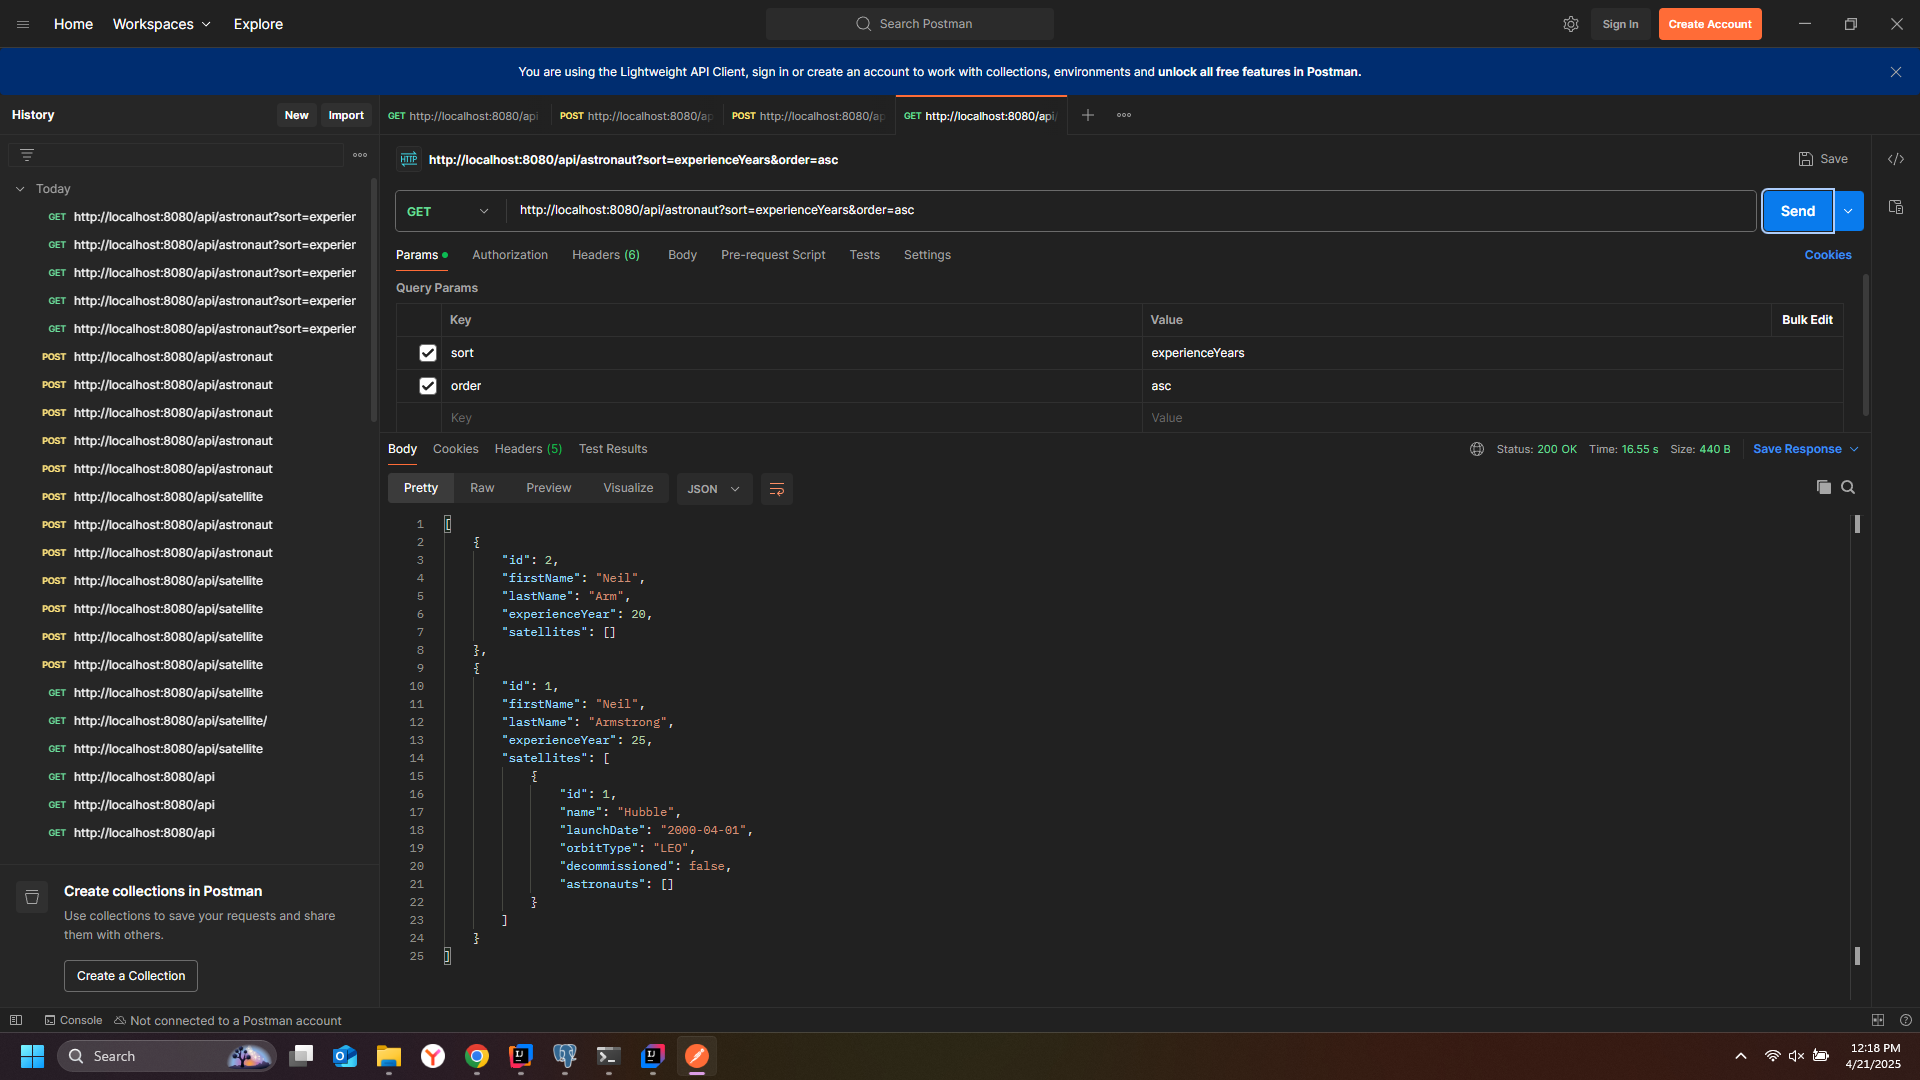 Home
Workspaces
Explore
Search Postman
Sign In
Create Account
You are using the Lightweight API Client, sign in or create an account to work with collections, environments and unlock all free features in Postman.
History
New
Import
GET http://localhost:8080/api
POST http://localhost:8080/ap
POST http://localhost:8080/ap
GET http://localhost:8080/api/
HTTP
http://localhost:8080/api/astronaut?sort=experienceYears&order=asc
Save
Today
GET http://localhost:8080/api/astronaut?sort=experier
GET http://localhost:8080/api/astronaut?sort=experier
GET http://localhost:8080/api/astronaut?sort=experier
GET http://localhost:8080/api/astronaut?sort=experier
GET http://localhost:8080/api/astronaut?sort=experier
POST http://localhost:8080/api/astronaut
POST http://localhost:8080/api/astronaut
POST http://localhost:8080/api/astronaut
POST http://localhost:8080/api/astronaut
POST http://localhost:8080/api/astronaut
POST http://localhost:8080/api/satellite
POST http://localhost:8080/api/astronaut
POST http://localhost:8080/api/astronaut
POST http://localhost:8080/api/satellite
POST http://localhost:8080/api/satellite
POST http://localhost:8080/api/satellite
POST http://localhost:8080/api/satellite
GET http://localhost:8080/api/satellite
GET http://localhost:8080/api/satellite/
GET http://localhost:8080/api/satellite
GET http://localhost:8080/api
GET http://localhost:8080/api
GET http://localhost:8080/api
Create collections in Postman
Use collections to save your requests and share
them with others.
Create a Collection
GET
http://localhost:8080/api/astronaut?sort=experienceYears&order=asc
Send
Params
Authorization
Headers (6)
Body
Pre-request Script
Tests
Settings
Cookies
Query Params
Key Value Bulk Edit
sort experienceYears
order asc
Key Value
Body
Cookies
Headers (5)
Test Results
Status: 200 OK
Time: 16.55 s
Size: 440 B
Save Response
Pretty
Raw
Preview
Visualize
JSON
1 [
2 {
3 "id": 2,
4 "firstName": "Neil",
5 "lastName": "Arm",
6 "experienceYear": 20,
7 "satellites": []
8 },
9 {
10 "id": 1,
11 "firstName": "Neil",
12 "lastName": "Armstrong",
13 "experienceYear": 25,
14 "satellites": [
15 {
16 "id": 1,
17 "name": "Hubble",
18 "launchDate": "2000-04-01",
19 "orbitType": "LEO",
20 "decommissioned": false,
21 "astronauts": []
22 }
23 ]
24 }
25 ]
Console
Not connected to a Postman account
Search
12:18 PM
4/21/2025